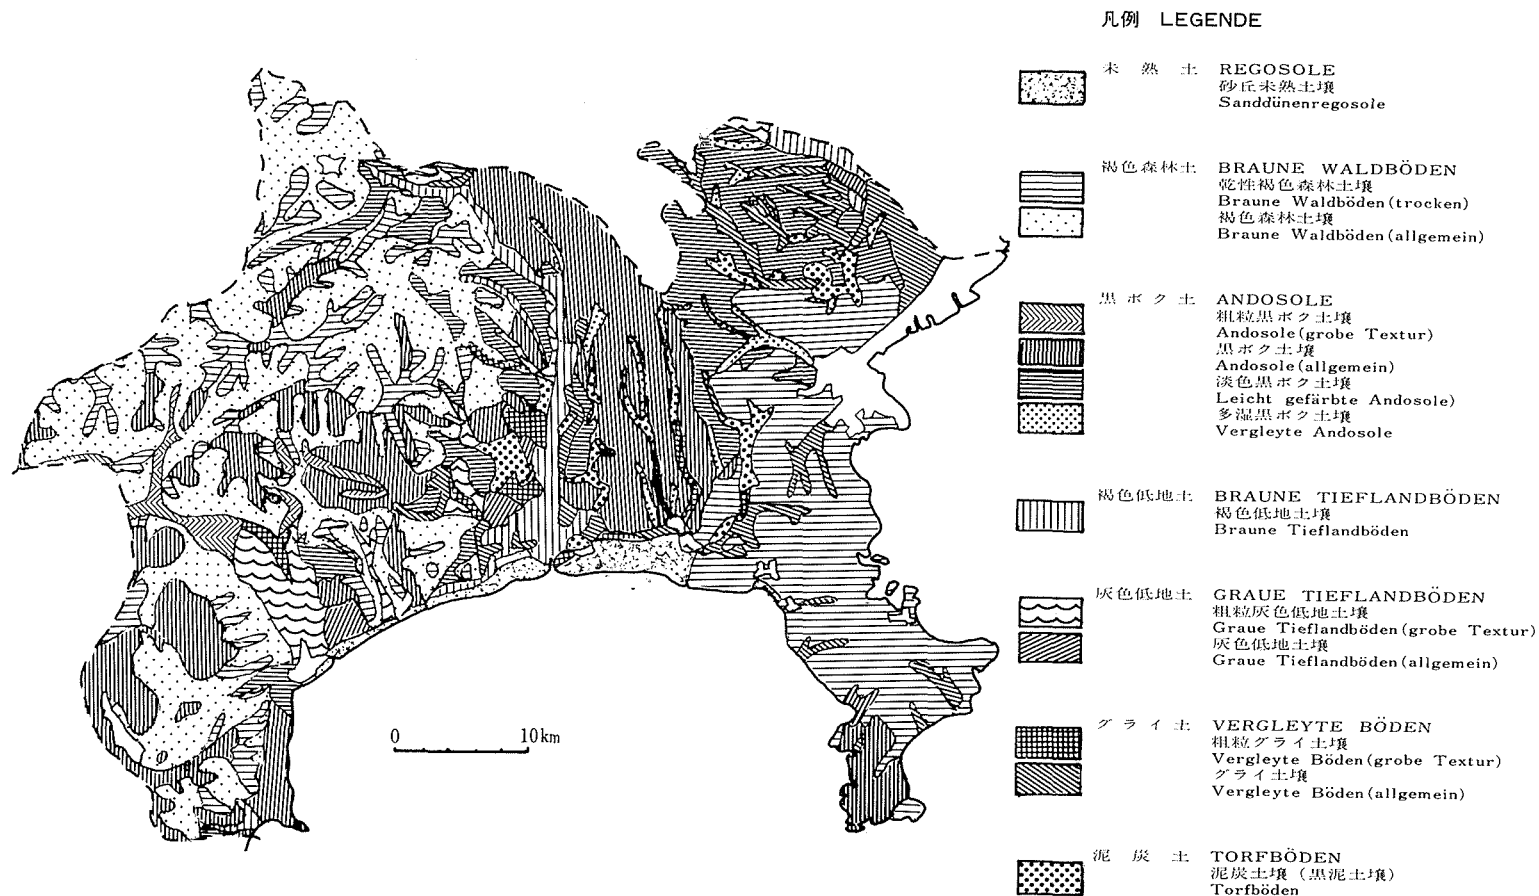 凡例 LEGENDE
未熟土 REGOSOLE
砂丘未熟土壌
Sanddünenregosole
褐色森林土 BRAUNE WALDBÖDEN
乾性褐色森林土壌
Braune Waldböden(trocken)
褐色森林土壌
Braune Waldböden(allgemein)
黒ボク土 ANDOSOLE
粗粒黒ボク土壌
Andosole(grobe Textur)
黒ボク土壌
Andosole(allgemein)
淡色黒ボク土壌
Leicht gefärbte Andosole)
多湿黒ボク土壌
Vergleyte Andosole
褐色低地土 BRAUNE TIEFLANDBÖDEN
褐色低地土壌
Braune Tieflandböden
灰色低地土 GRAUE TIEFLANDBÖDEN
粗粒灰色低地土壌
Graue Tieflandböden(grobe Textur)
灰色低地土壌
Graue Tieflandböden(allgemein)
グライ土 VERGLEYTE BÖDEN
粗粒グライ土壌
Vergleyte Böden(grobe Textur)
グライ土壌
Vergleyte Böden(allgemein)
泥炭土 TORFBÖDEN
泥炭土壌（黒泥土壌）
Torfböden
0 10km